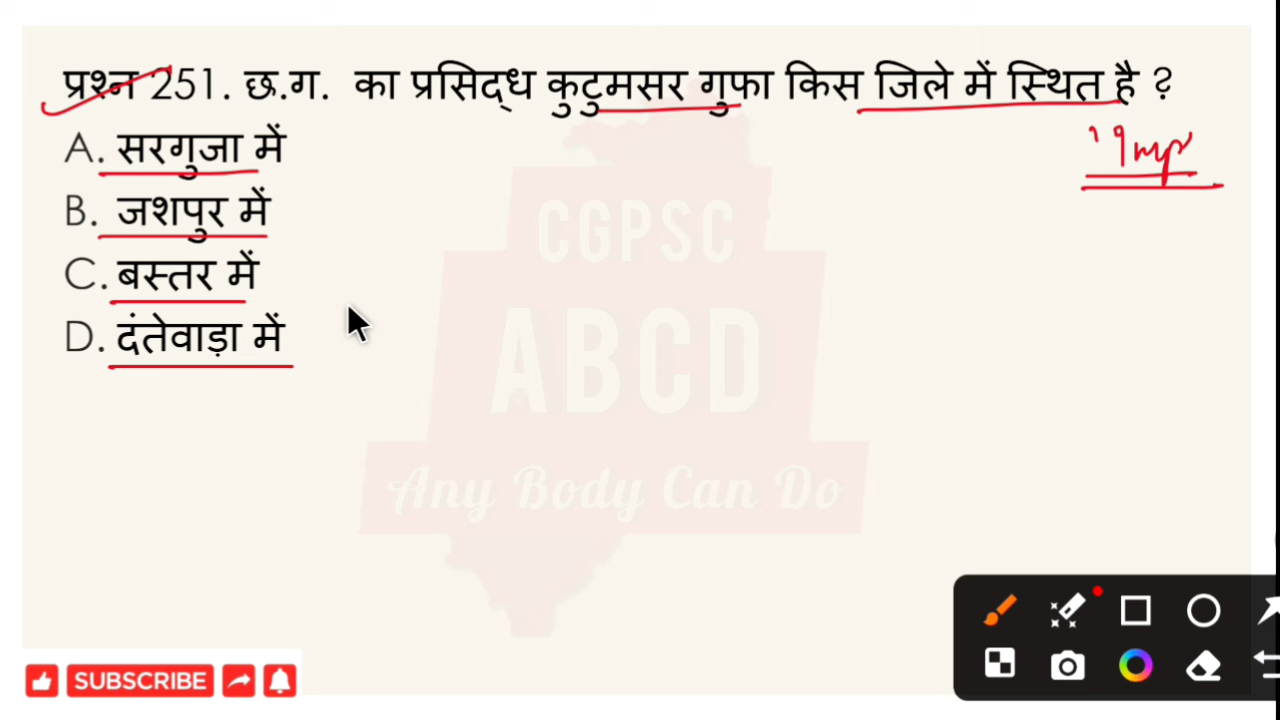 प्रश्न 251. छ.ग. का प्रसिद्ध कुटुमसर गुफा किस जिले में स्थित है ?
Imp
A. सरगुजा में
B. जशपुर में
C. बस्तर में
D. दंतेवाड़ा में
CGPSC
ABCD
Any Body Can Do
SUBSCRIBE